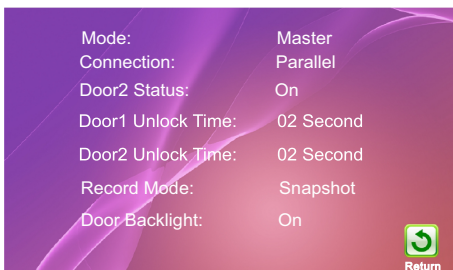 Mode: Master
Connection: Parallel
Door2 Status: On
Door1 Unlock Time: 02 Second
Door2 Unlock Time: 02 Second
Record Mode: Snapshot
Door Backlight: On
Return